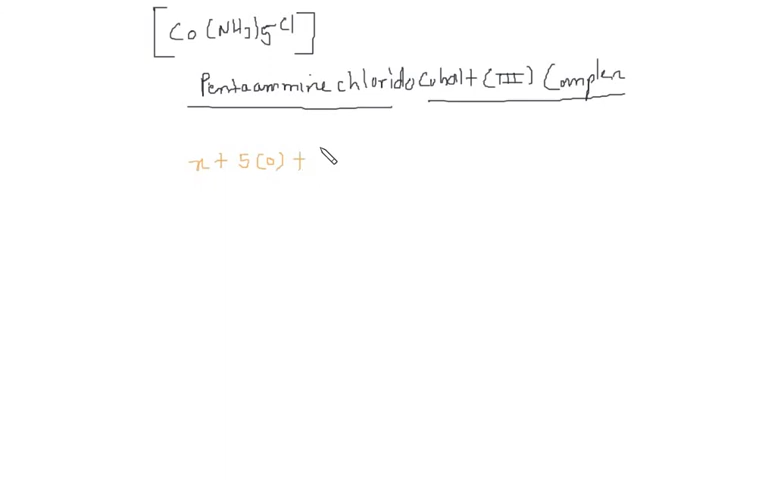 [Co(NH3)5Cl]
Pentaammine chlorido Cobalt (III) Complex
x + 5(0) +